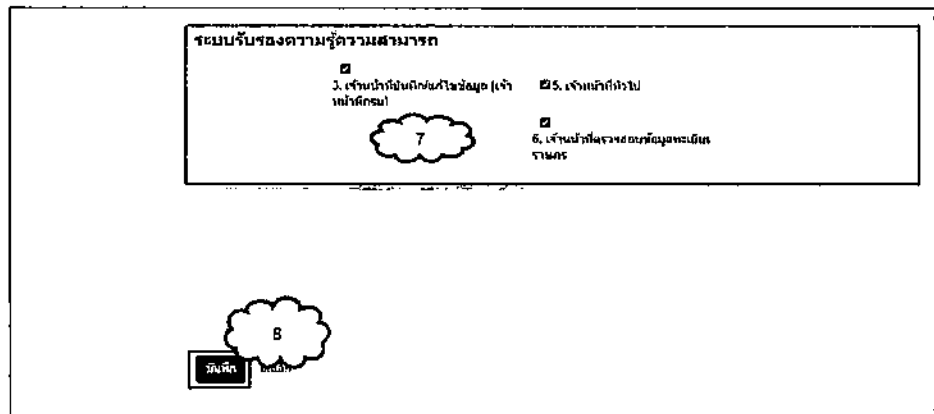 ระบบรับรองความรู้ความสามารถ
3. เจ้าหน้าที่บันทึก/แก้ไขข้อมูล (เจ้า
หน้าที่กรม)
5. เจ้าหน้าที่ทั่วไป
7
6. เจ้าหน้าที่ตรวจสอบข้อมูลทะเบียน
ราษฎร
8
บันทึก